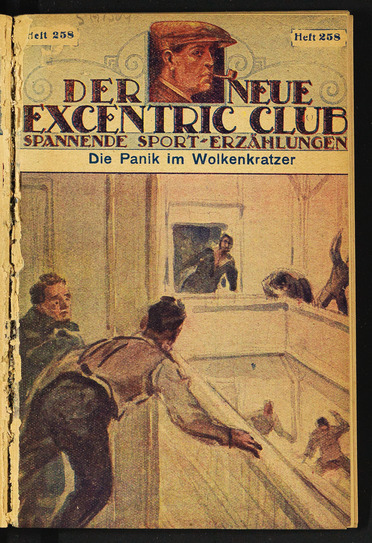 Heft 258
Heft 258
DER NEUE
EXCENTRIC CLUB
SPANNENDE SPORT-ERZÄHLUNGEN
Die Panik im Wolkenkratzer